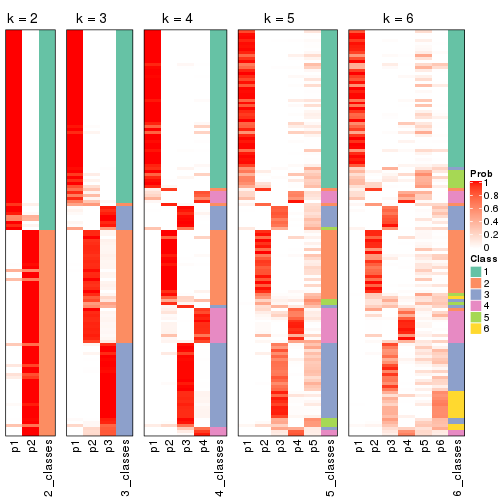 k = 2
k = 3
k = 4
k = 5
k = 6
p1
p2
2_classes
p1
p2
p3
3_classes
p1
p2
p3
p4
4_classes
p1
p2
p3
p4
p5
5_classes
p1
p2
p3
p4
p5
p6
6_classes
Prob
1
0.8
0.6
0.4
0.2
0
Class
1
2
3
4
5
6